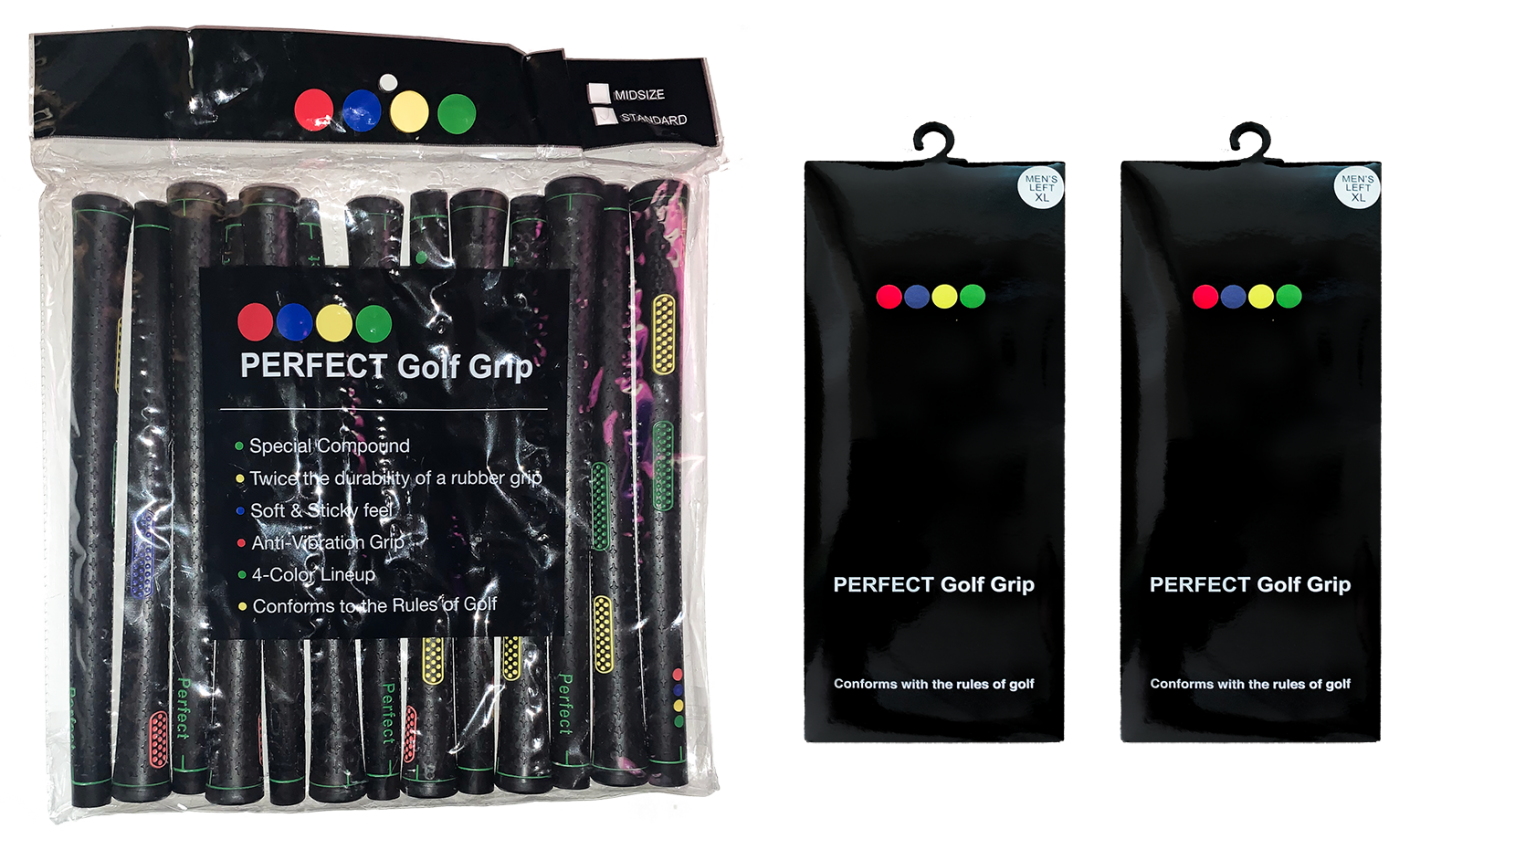 MIDSIZE
STANDARD
PERFECT Golf Grip
Special Compound
Twice the durability of a rubber grip
Soft & Sticky feel
Anti-Vibration Grip
4-Color Lineup
Conforms to the Rules of Golf
Perfect
Perfect
Perfect
Perfect
MEN'S
LEFT
XL
PERFECT Golf Grip
Conforms with the rules of golf
MEN'S
LEFT
XL
PERFECT Golf Grip
Conforms with the rules of golf